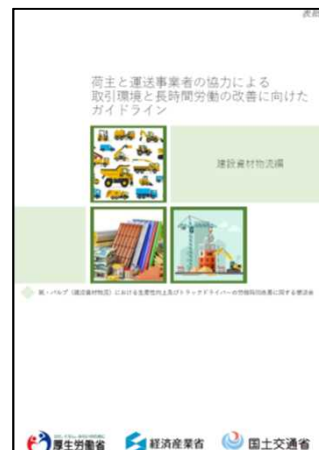 表紙
荷主と運送事業者の協力による
取引環境と長時間労働の改善に向けた
ガイドライン
建設資材物流編
紙・パルプ（建設資材物流）における生産性向上及びトラックドライバーの労働時間改善に関する懇談会
厚生労働省
経済産業省
国土交通省